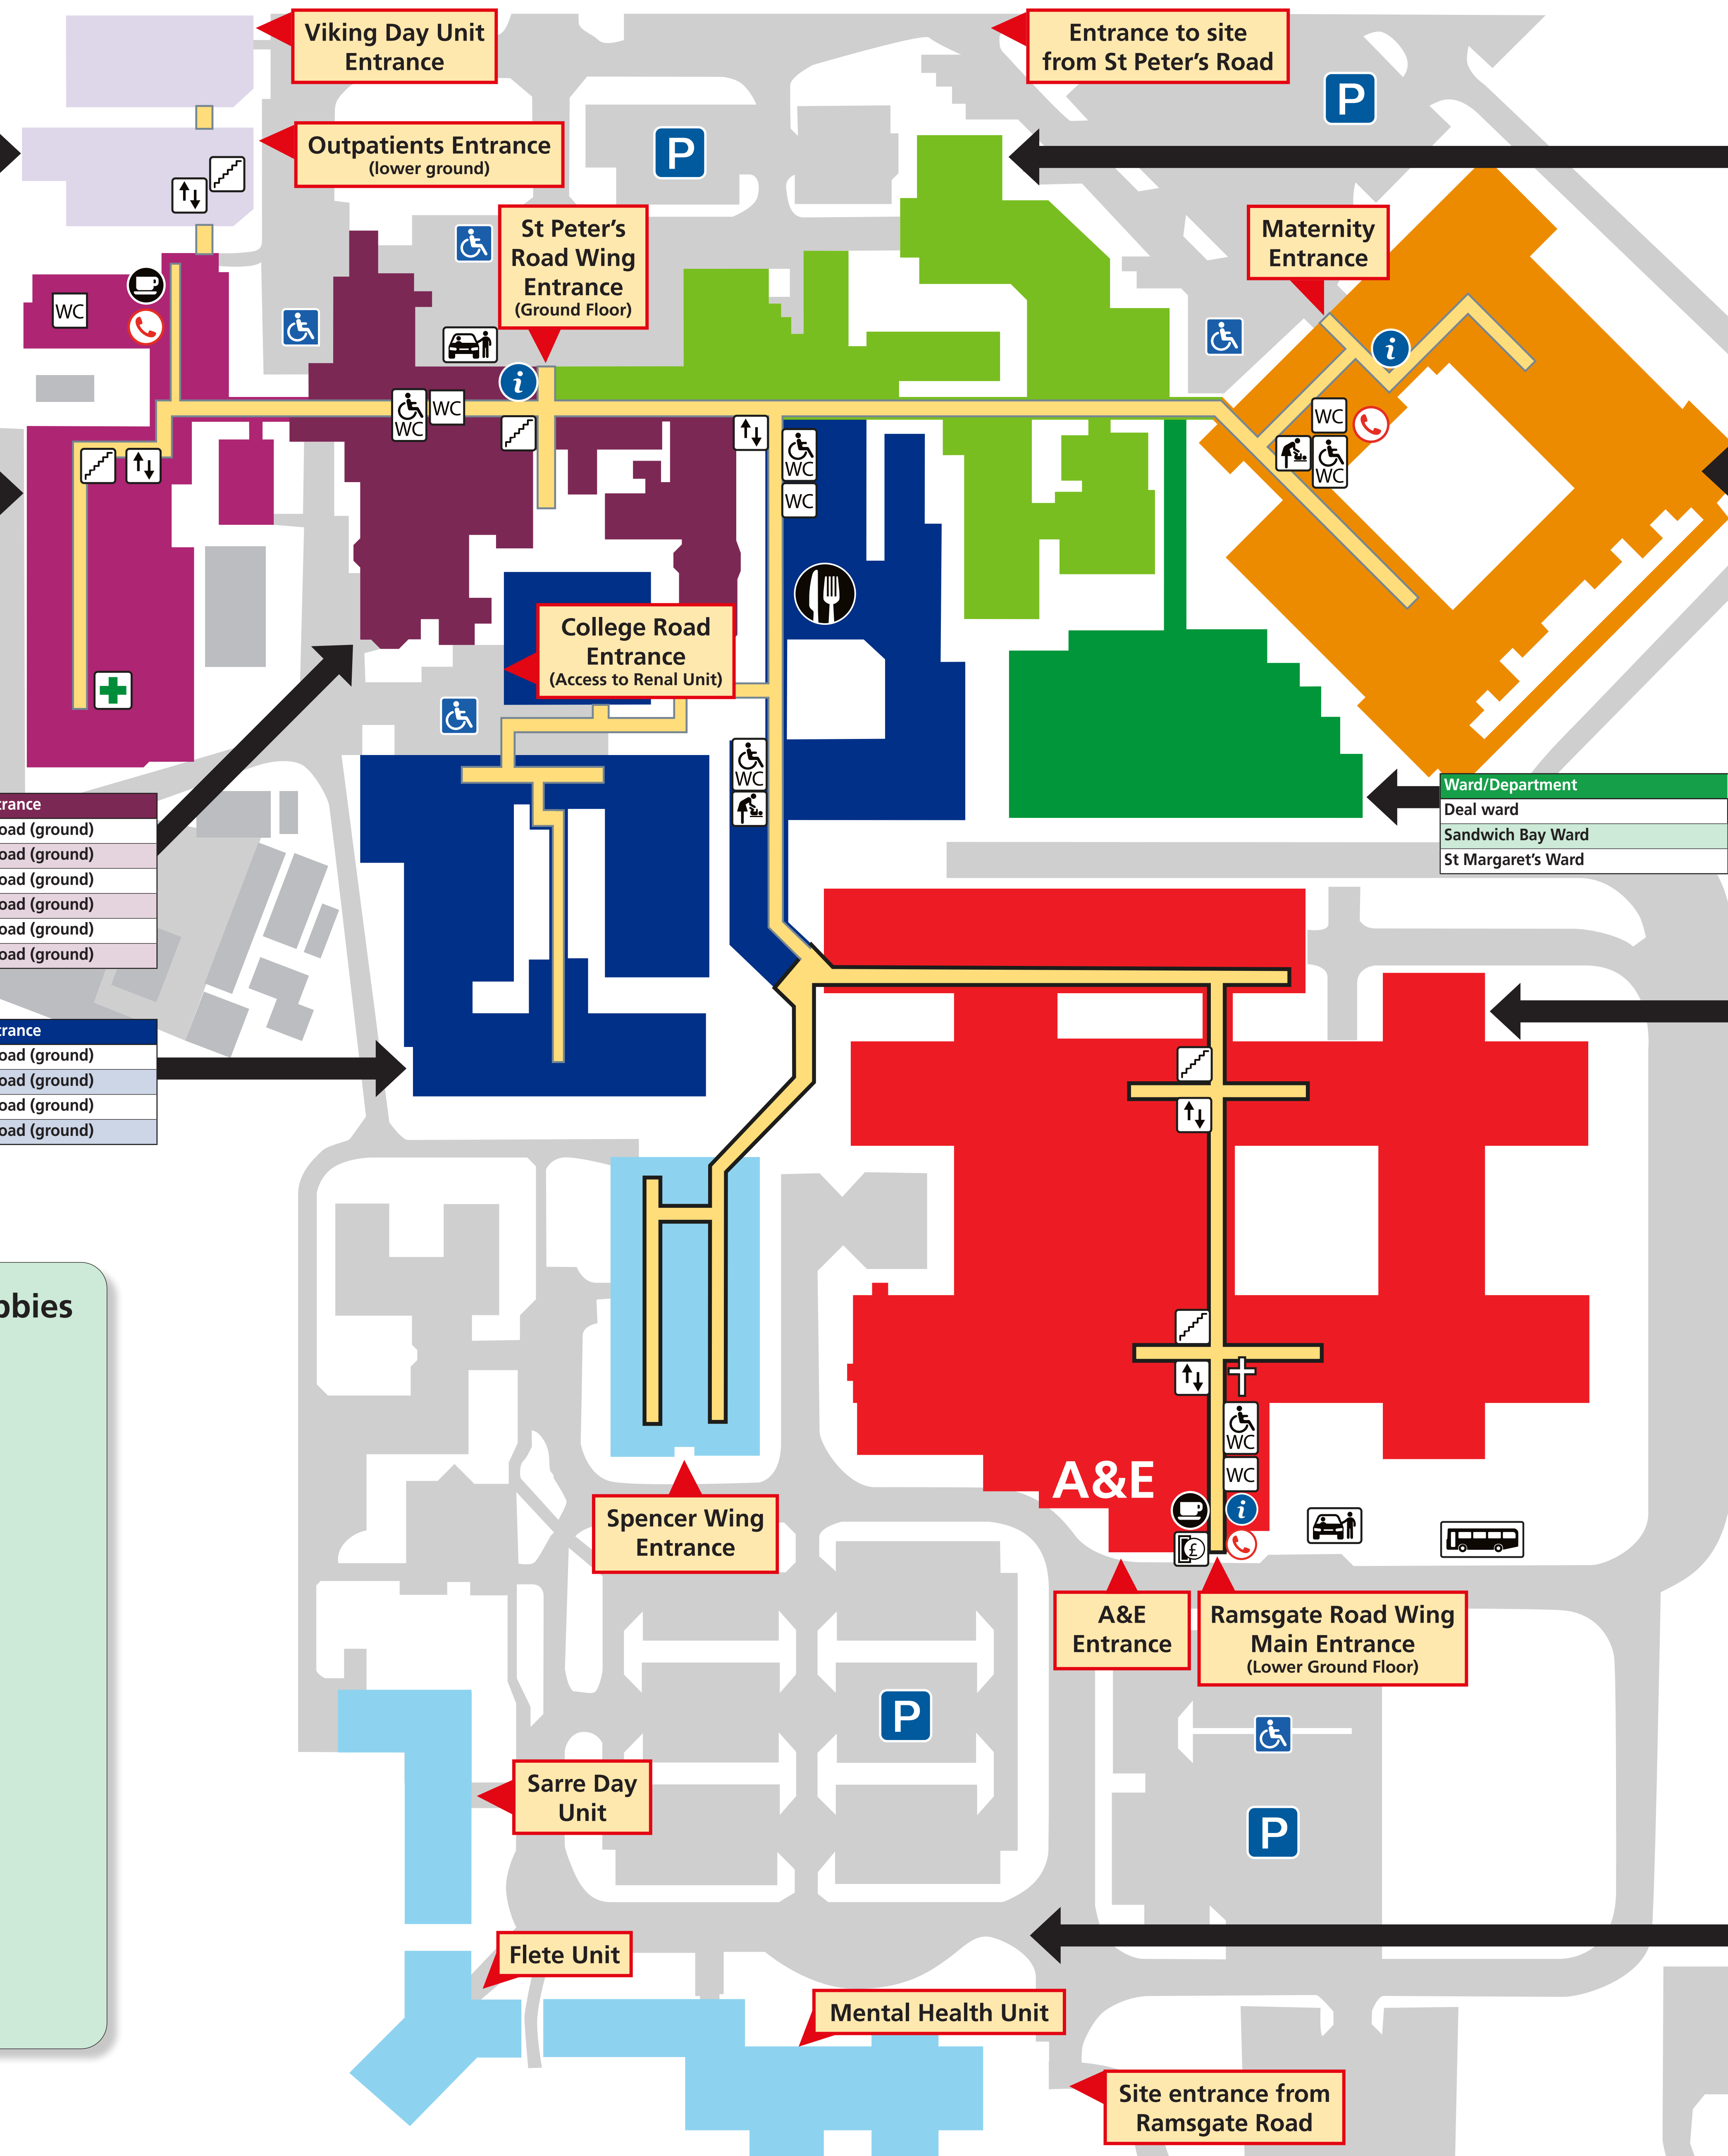 Viking Day Unit
Entrance
Entrance to site
from St Peter's Road
P
Outpatients Entrance
(lower ground)
P
St Peter's
Road Wing
Entrance
(Ground Floor)
Maternity
Entrance
WC
i
i
WC
WC
WC
WC
WC
WC
WC
College Road
Entrance
(Access to Renal Unit)
WC
Ward/Department
Deal ward
Sandwich Bay Ward
St Margaret's Ward
trance
oad (ground)
oad (ground)
oad (ground)
oad (ground)
oad (ground)
oad (ground)
trance
oad (ground)
oad (ground)
oad (ground)
oad (ground)
bbies
WC
WC
A&E
i
£
Spencer Wing
Entrance
A&E
Entrance
Ramsgate Road Wing
Main Entrance
(Lower Ground Floor)
P
Sarre Day
Unit
P
Flete Unit
Mental Health Unit
Site entrance from
Ramsgate Road